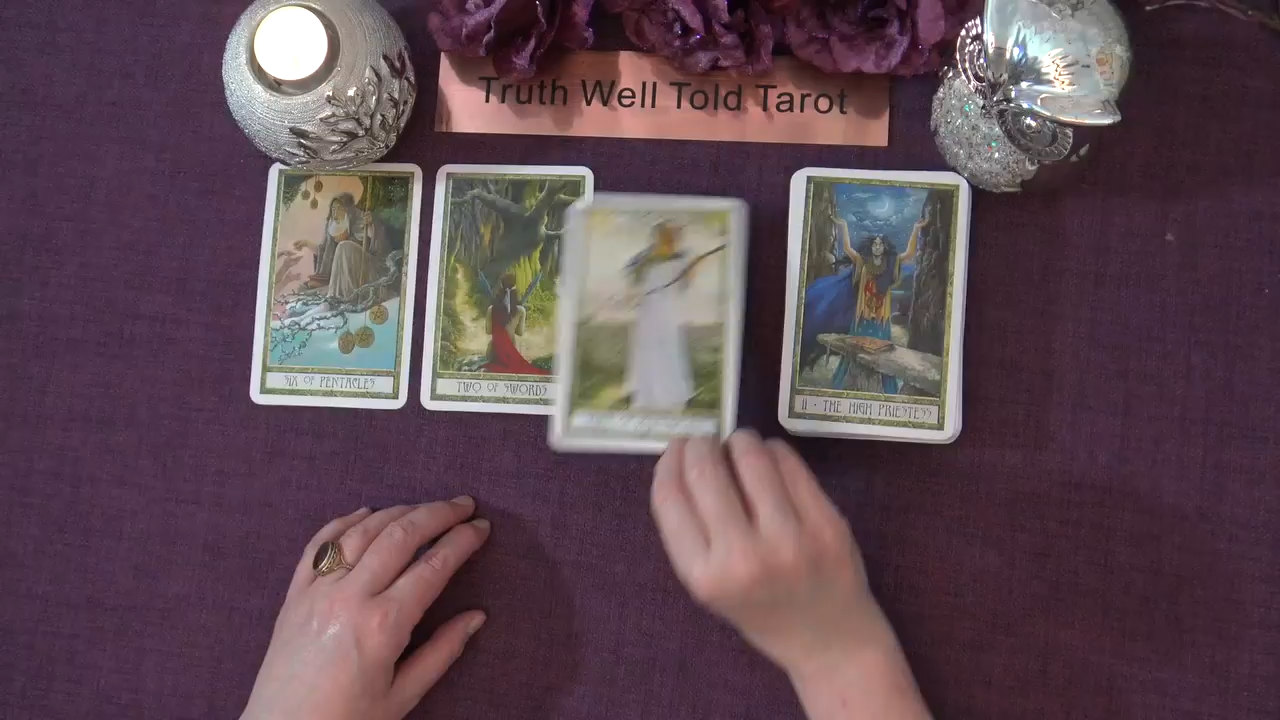 Truth Well Told Tarot
SIX OF PENTACLES
TWO OF SWORDS
II · THE HIGH PRIESTESS